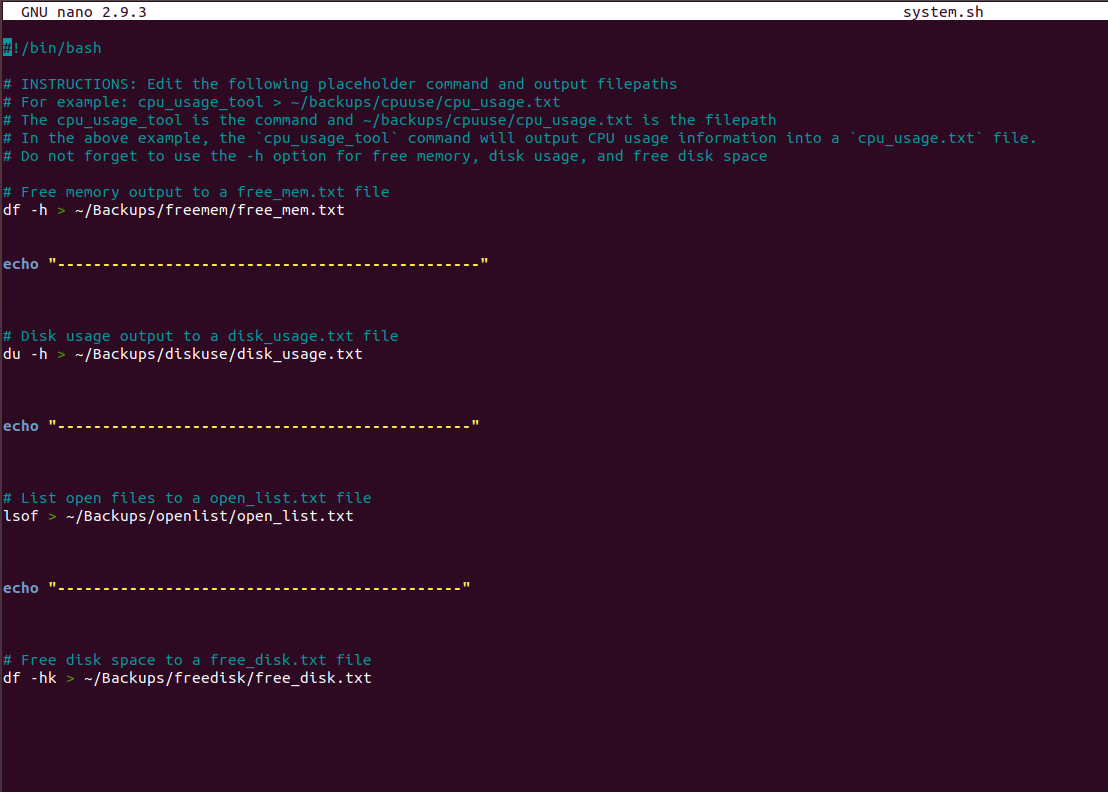 GNU nano 2.9.3 system.sh
#!/bin/bash
# INSTRUCTIONS: Edit the following placeholder command and output filepaths
# For example: cpu_usage_tool > ~/backups/cpuuse/cpu_usage.txt
# The cpu_usage_tool is the command and ~/backups/cpuuse/cpu_usage.txt is the filepath
# In the above example, the `cpu_usage_tool` command will output CPU usage information into a `cpu_usage.txt` file.
# Do not forget to use the -h option for free memory, disk usage, and free disk space
# Free memory output to a free_mem.txt file
df -h > ~/Backups/freemem/free_mem.txt
echo "-----------------------------------------------"
# Disk usage output to a disk_usage.txt file
du -h > ~/Backups/diskuse/disk_usage.txt
echo "----------------------------------------------"
# List open files to a open_list.txt file
lsof > ~/Backups/openlist/open_list.txt
echo "---------------------------------------------"
# Free disk space to a free_disk.txt file
df -hk > ~/Backups/freedisk/free_disk.txt